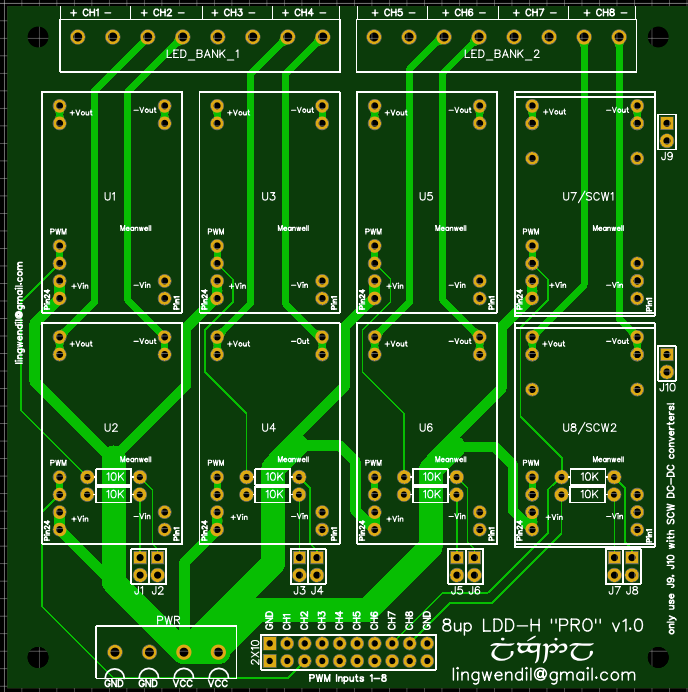 + CH1 - + CH2 - + CH3 - + CH4 - + CH5 - + CH6 - + CH7 - + CH8 -
LED_BANK_1 LED_BANK_2
+Vout -Vout +Vout -Vout +Vout -Vout +Vout -Vout
J9
U1 U3 U5 U7/SCW1
PWM Meanwell PWM Meanwell PWM Meanwell PWM Meanwell
+Vin -Vin +Vin -Vin +Vin -Vin +Vin -Vin
Pin24 Pin1 Pin24 Pin1 Pin24 Pin1 Pin24 Pin1
lingwendil@gmail.com
+Vout -Vout +Vout -Out +Vout -Vout +Vout -Vout
J10
U2 U4 U6 U8/SCW2
PWM Meanwell PWM Meanwell PWM Meanwell PWM Meanwell
10K 10K 10K 10K
10K 10K 10K 10K
+Vin -Vin +Vin -Vin +Vin -Vin +Vin -Vin
Pin24 Pin1 Pin24 Pin1 Pin24 Pin1 Pin24 Pin1
only use J9, J10 with SCW DC-DC converters!
J1 J2 J3 J4 J5 J6 J7 J8
PWR
GND CH1 CH2 CH3 CH4 CH5 CH6 CH7 CH8 GND
8up LDD-H "PRO" v1.0
2X10
GND GND VCC VCC
PWM Inputs 1-8
lingwendil@gmail.com